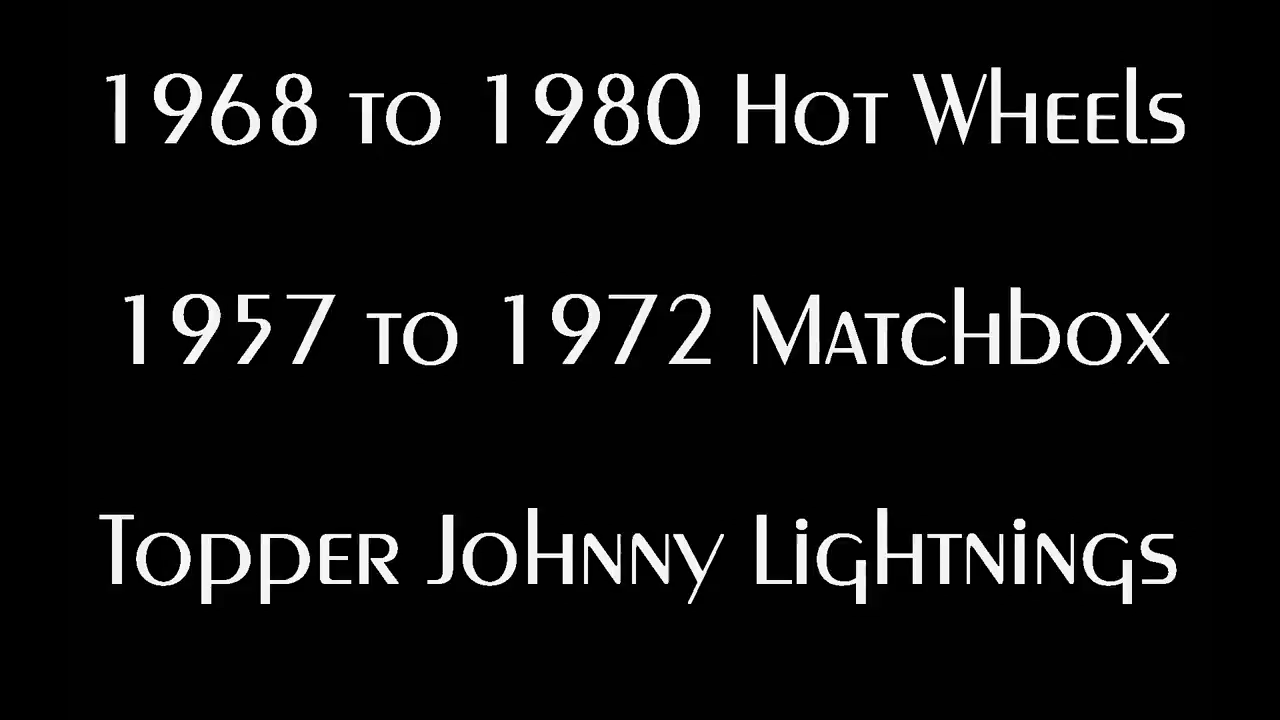 1968 to 1980 Hot Wheels
1957 to 1972 Matchbox
Topper Johnny Lightnings